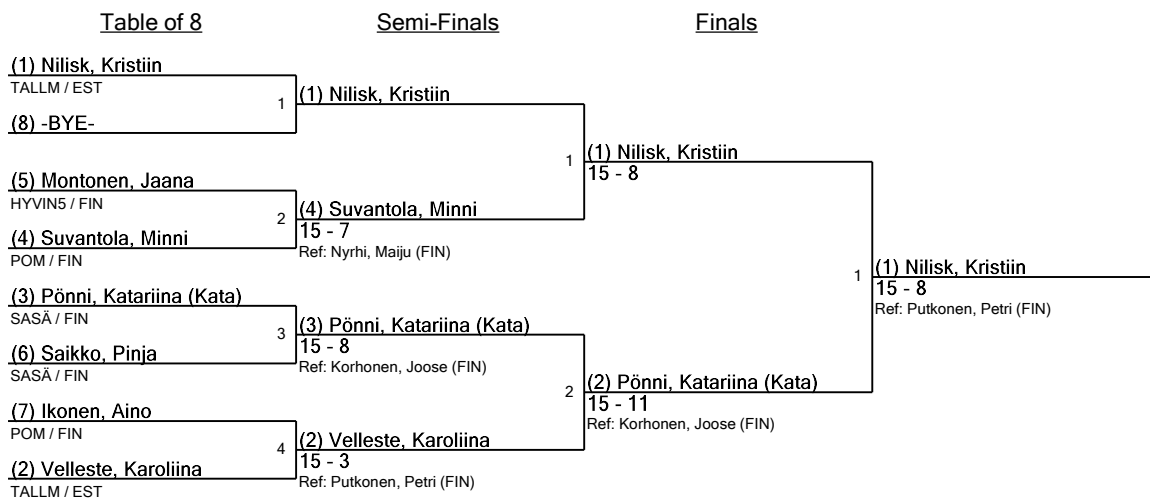 Table of 8
Semi-Finals
Finals
(1) Nilisk, Kristiin
TALLM / EST
(8) -BYE-
(5) Montonen, Jaana
HYVIN5 / FIN
(4) Suvantola, Minni
POM / FIN
(3) Pönni, Katariina (Kata)
SASÄ / FIN
(6) Saikko, Pinja
SASÄ / FIN
(7) Ikonen, Aino
POM / FIN
(2) Velleste, Karoliina
TALLM / EST
1
2
3
4
(1) Nilisk, Kristiin
(4) Suvantola, Minni
15 - 7
Ref: Nyrhi, Maiju (FIN)
(3) Pönni, Katariina (Kata)
15 - 8
Ref: Korhonen, Joose (FIN)
(2) Velleste, Karoliina
15 - 3
Ref: Putkonen, Petri (FIN)
1
2
(1) Nilisk, Kristiin
15 - 8
(2) Pönni, Katariina (Kata)
15 - 11
Ref: Korhonen, Joose (FIN)
1
(1) Nilisk, Kristiin
15 - 8
Ref: Putkonen, Petri (FIN)